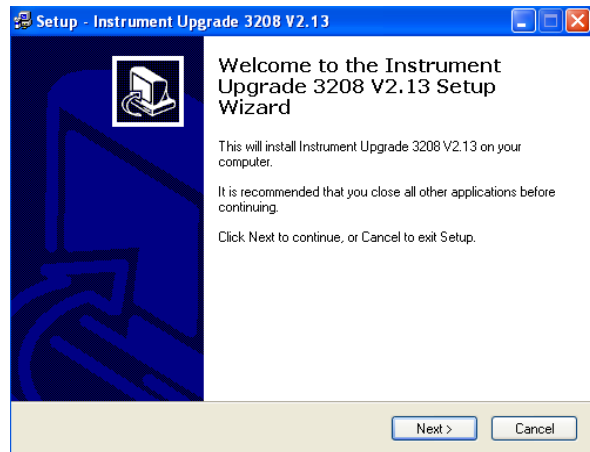 Setup - Instrument Upgrade 3208 V2.13
Welcome to the Instrument
Upgrade 3208 V2.13 Setup
Wizard
This will install Instrument Upgrade 3208 V2.13 on your
computer.
It is recommended that you close all other applications before
continuing.
Click Next to continue, or Cancel to exit Setup.
Next >
Cancel